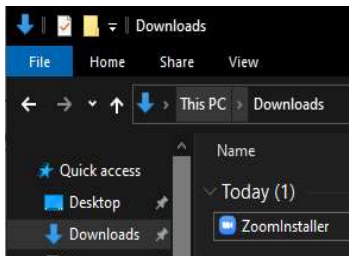 Downloads
File Home Share View
This PC Downloads
Name
Quick access
Today (1)
Desktop
ZoomInstaller
Downloads